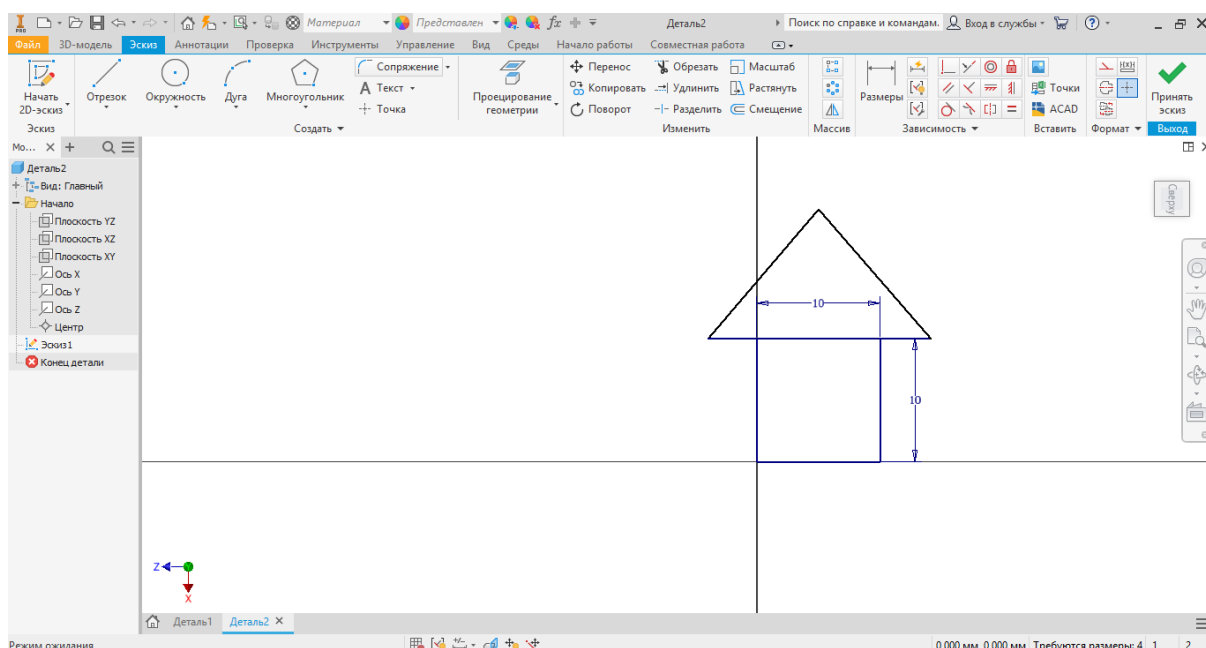 PRO Материал Представлен fx Деталь2 Поиск по справке и командам. Вход в службы
Файл 3D-модель Эскиз Аннотации Проверка Инструменты Управление Вид Среды Начало работы Совместная работа
Начать 2D-эскиз
Отрезок
Окружность
Дуга
Многоугольник
Сопряжение
A Текст
Точка
Проецирование геометрии
Перенос
Копировать
Поворот
Обрезать
Удлинить
Разделить
Масштаб
Растянуть
Смещение
Размеры
Точки
ACAD
Принять эскиз
Эскиз Создать Изменить Массив Зависимость Вставить Формат Выход
Мо...
Деталь2
Вид: Главный
Начало
Плоскость YZ
Плоскость XZ
Плоскость XY
Ось X
Ось Y
Ось Z
Центр
Эскиз1
Конец детали
Сверху
10
10
Z
X
Деталь1 Деталь2
Режим ожидания 0.000 мм, 0.000 мм Требуются размеры: 4 1 2